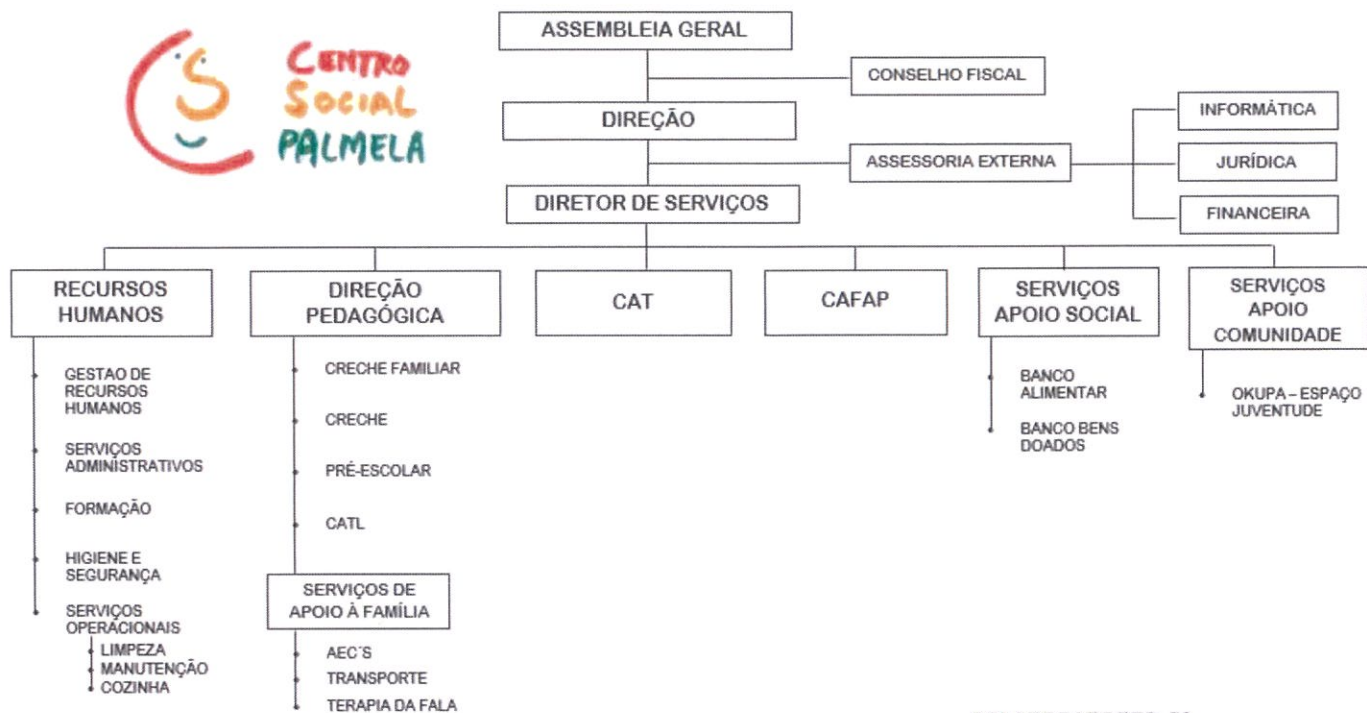 CENTRO
SOCIAL
PALMELA
ASSEMBLEIA GERAL
CONSELHO FISCAL
DIREÇÃO
INFORMÁTICA
ASSESSORIA EXTERNA
JURÍDICA
DIRETOR DE SERVIÇOS
FINANCEIRA
RECURSOS
HUMANOS
DIREÇÃO
PEDAGÓGICA
CAT
CAFAP
SERVIÇOS
APOIO SOCIAL
SERVIÇOS
APOIO
COMUNIDADE
GESTAO DE
RECURSOS
HUMANOS
SERVIÇOS
ADMINISTRATIVOS
FORMAÇÃO
HIGIENE E
SEGURANÇA
SERVIÇOS
OPERACIONAIS
LIMPEZA
MANUTENÇÃO
COZINHA
CRECHE FAMILIAR
CRECHE
PRÉ-ESCOLAR
CATL
SERVIÇOS DE
APOIO À FAMÍLIA
AEC´S
TRANSPORTE
TERAPIA DA FALA
BANCO
ALIMENTAR
BANCO BENS
DOADOS
OKUPA – ESPAÇO
JUVENTUDE